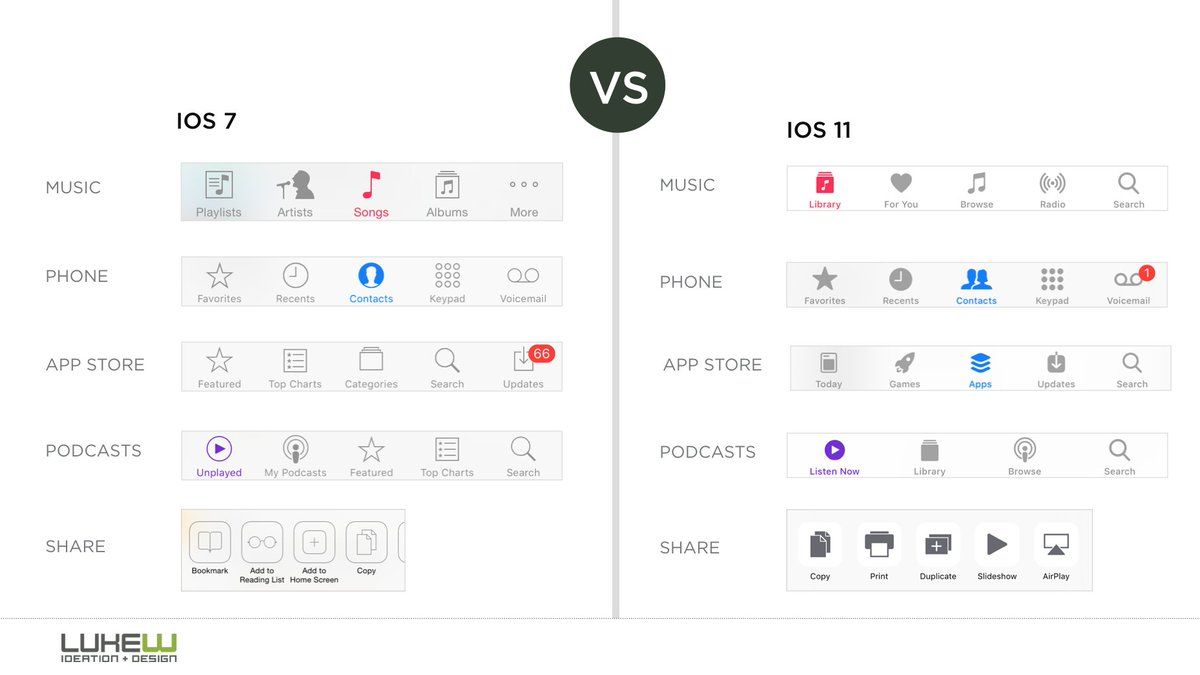 VS
IOS 7
MUSIC
Playlists Artists Songs Albums More
PHONE
Favorites Recents Contacts Keypad Voicemail
APP STORE
66
Featured Top Charts Categories Search Updates
PODCASTS
Unplayed My Podcasts Featured Top Charts Search
SHARE
Bookmark Add to Reading List Add to Home Screen Copy
IOS 11
MUSIC
Library For You Browse Radio Search
PHONE
1
Favorites Recents Contacts Keypad Voicemail
APP STORE
Today Games Apps Updates Search
PODCASTS
Listen Now Library Browse Search
SHARE
Copy Print Duplicate Slideshow AirPlay
LUKEW
IDEATION + DESIGN